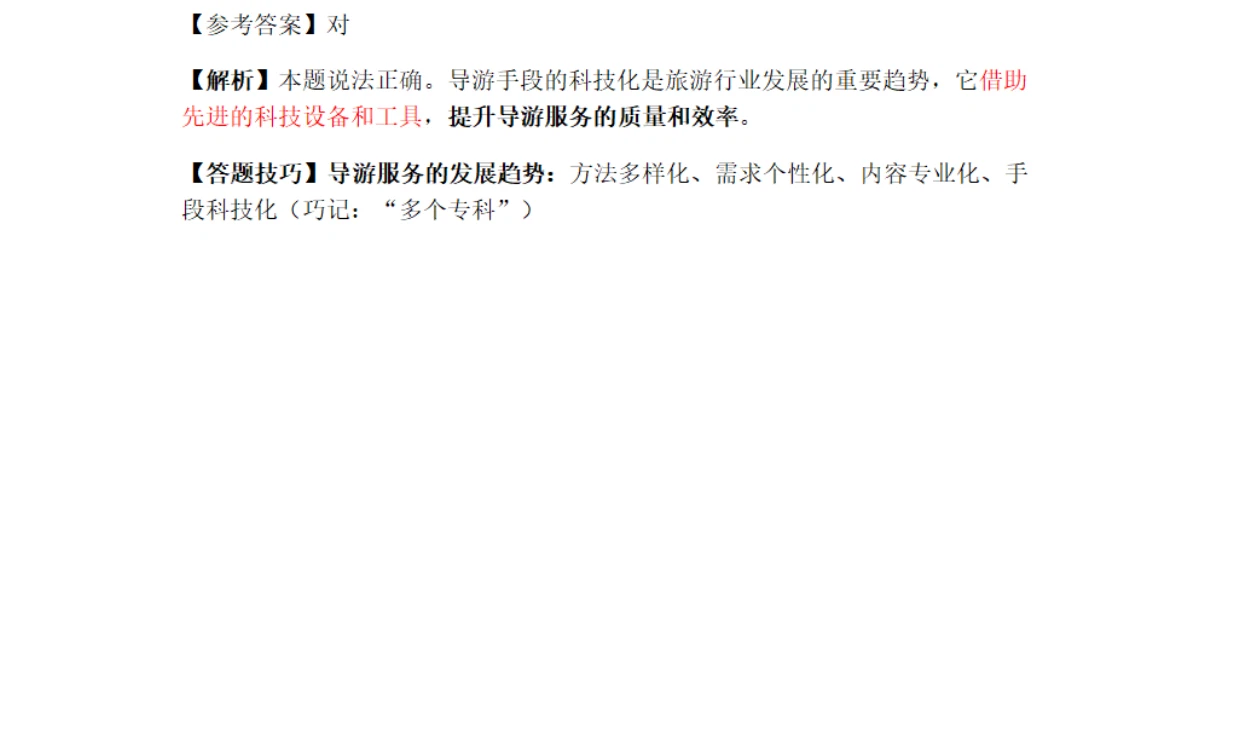 【参考答案】对
【解析】本题说法正确。导游手段的科技化是旅游行业发展的重要趋势，它借助
先进的科技设备和工具，提升导游服务的质量和效率。
【答题技巧】导游服务的发展趋势：方法多样化、需求个性化、内容专业化、手
段科技化（巧记：“多个专科”）